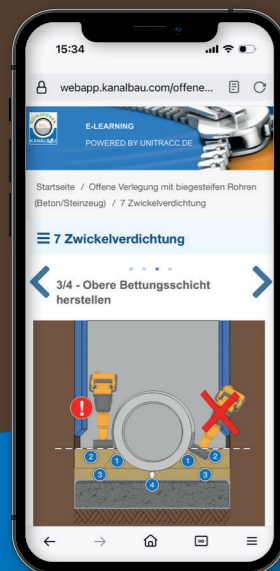 15:34
webapp.kanalbau.com/offene...
E-LEARNING
POWERED BY UNITRACC.DE
KANALBAU
Startseite / Offene Verlegung mit biegesteifen Rohren
(Beton/Steinzeug) / 7 Zwickelverdichtung
7 Zwickelverdichtung
3/4 - Obere Bettungsschicht
herstellen
!
2 1 1 2
3 3
4